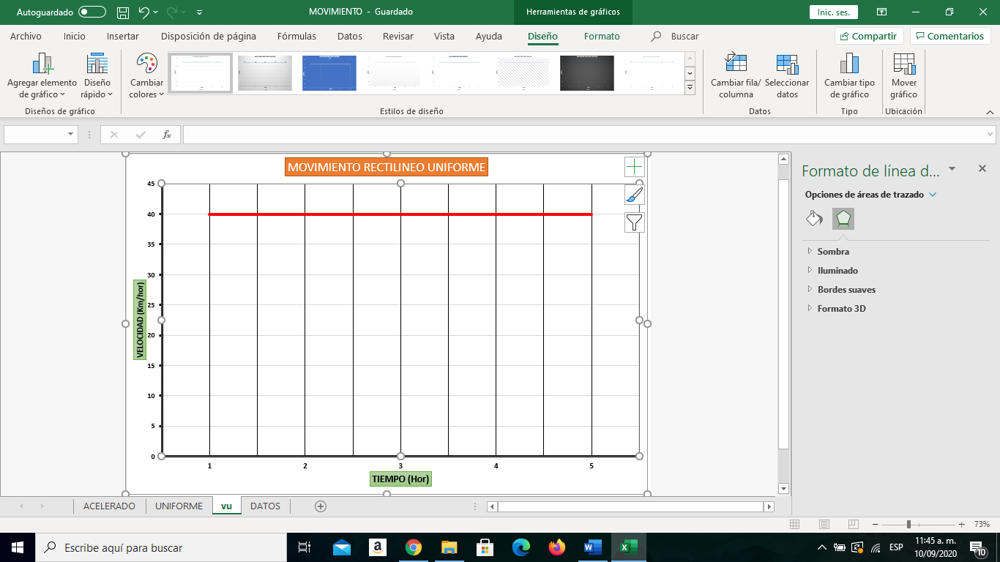 Autoguardado
MOVIMIENTO - Guardado
Herramientas de gráficos
Inic. ses.
Archivo Inicio Insertar Disposición de página Fórmulas Datos Revisar Vista Ayuda Diseño Formato Buscar
Compartir Comentarios
Agregar elemento
de gráfico
Diseño
rápido
Cambiar
colores
Cambiar fila/
columna
Seleccionar
datos
Cambiar tipo
de gráfico
Mover
gráfico
Diseños de gráfico Estilos de diseño Datos Tipo Ubicación
fx
MOVIMIENTO RECTILINEO UNIFORME
45
40
35
30
25
20
15
10
5
0
VELOCIDAD (Km/hor)
1 2 3 4 5
TIEMPO (Hor)
Formato de línea d...
Opciones de áreas de trazado
Sombra
Iluminado
Bordes suaves
Formato 3D
ACELERADO UNIFORME vu DATOS
73%
Escribe aquí para buscar
a
W
X
ESP
11:45 a. m.
10/09/2020
10